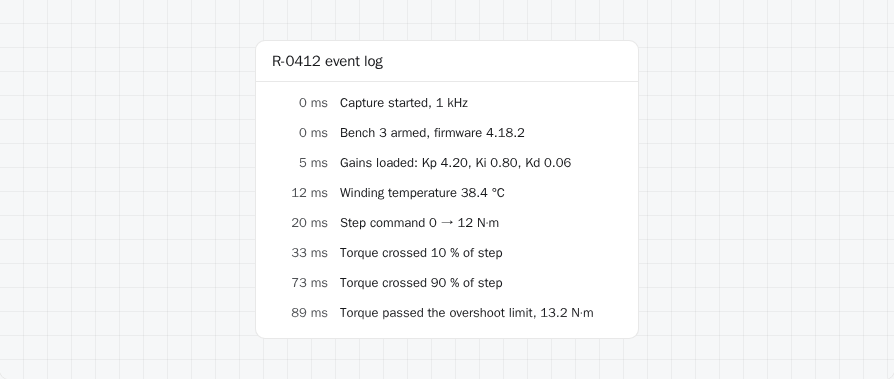 R-0412 event log
0 ms Capture started, 1 kHz
0 ms Bench 3 armed, firmware 4.18.2
5 ms Gains loaded: Kp 4.20, Ki 0.80, Kd 0.06
12 ms Winding temperature 38.4 °C
20 ms Step command 0 → 12 N·m
33 ms Torque crossed 10 % of step
73 ms Torque crossed 90 % of step
89 ms Torque passed the overshoot limit, 13.2 N·m